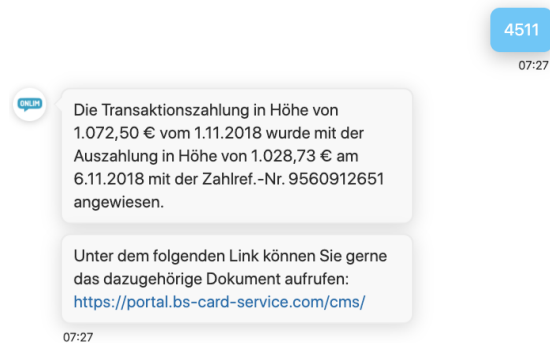 4511
07:27
ONLIM
Die Transaktionszahlung in Höhe von
1.072,50 € vom 1.11.2018 wurde mit der
Auszahlung in Höhe von 1.028,73 € am
6.11.2018 mit der Zahlref.-Nr. 9560912651
angewiesen.
Unter dem folgenden Link können Sie gerne
das dazugehörige Dokument aufrufen:
https://portal.bs-card-service.com/cms/
07:27